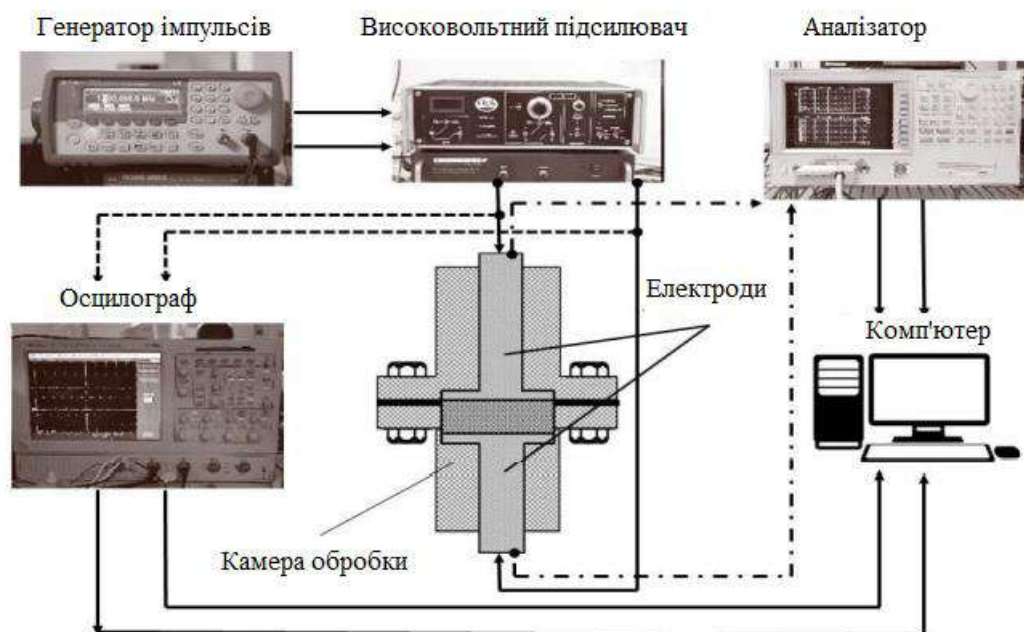 Генератор імпульсів
Високовольтний підсилювач
Аналізатор
Осцилограф
Електроди
Комп'ютер
Камера обробки